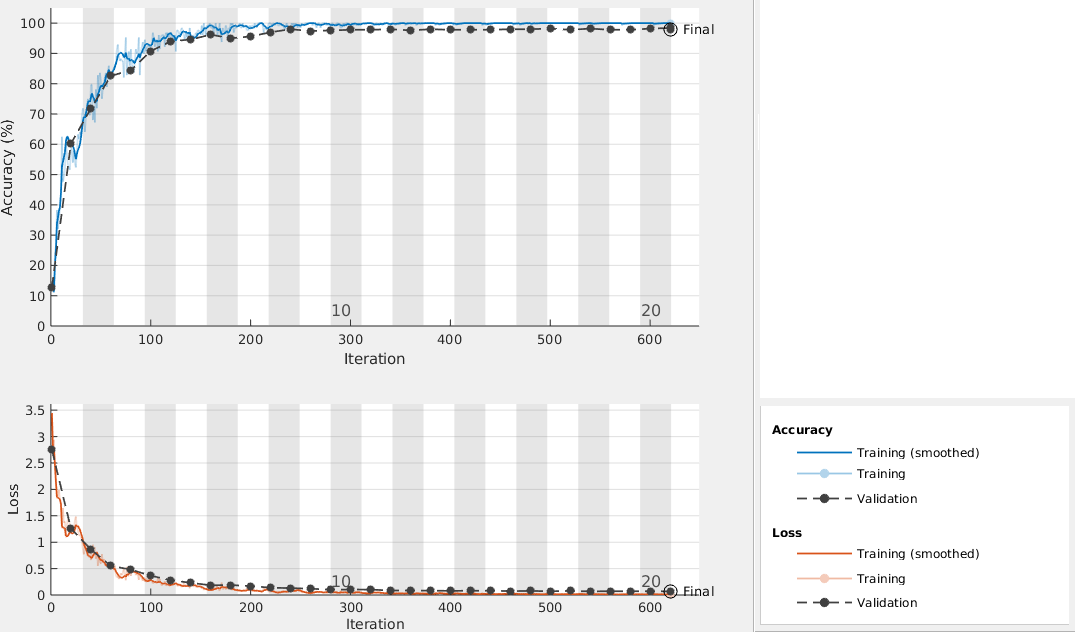 100
90
80
70
60
50
40
30
20
10
0
Accuracy (%)
Final
10
20
0
100
200
300
400
500
600
Iteration
3.5
3
2.5
2
1.5
1
0.5
0
Loss
10
20
Final
0
100
200
300
400
500
600
Iteration
Accuracy
Training (smoothed)
Training
Validation
Loss
Training (smoothed)
Training
Validation